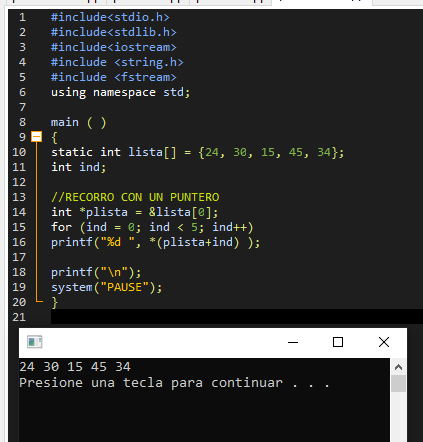 1 #include<stdio.h>
2 #include<stdlib.h>
3 #include<iostream>
4 #include <string.h>
5 #include <fstream>
6 using namespace std;
7
8 main ( )
9 {
10 static int lista[] = {24, 30, 15, 45, 34};
11 int ind;
12
13 //RECORRO CON UN PUNTERO
14 int *plista = &lista[0];
15 for (ind = 0; ind < 5; ind++)
16 printf("%d ", *(plista+ind) );
17
18 printf("\n");
19 system("PAUSE");
20 }
21
24 30 15 45 34
Presione una tecla para continuar . . .